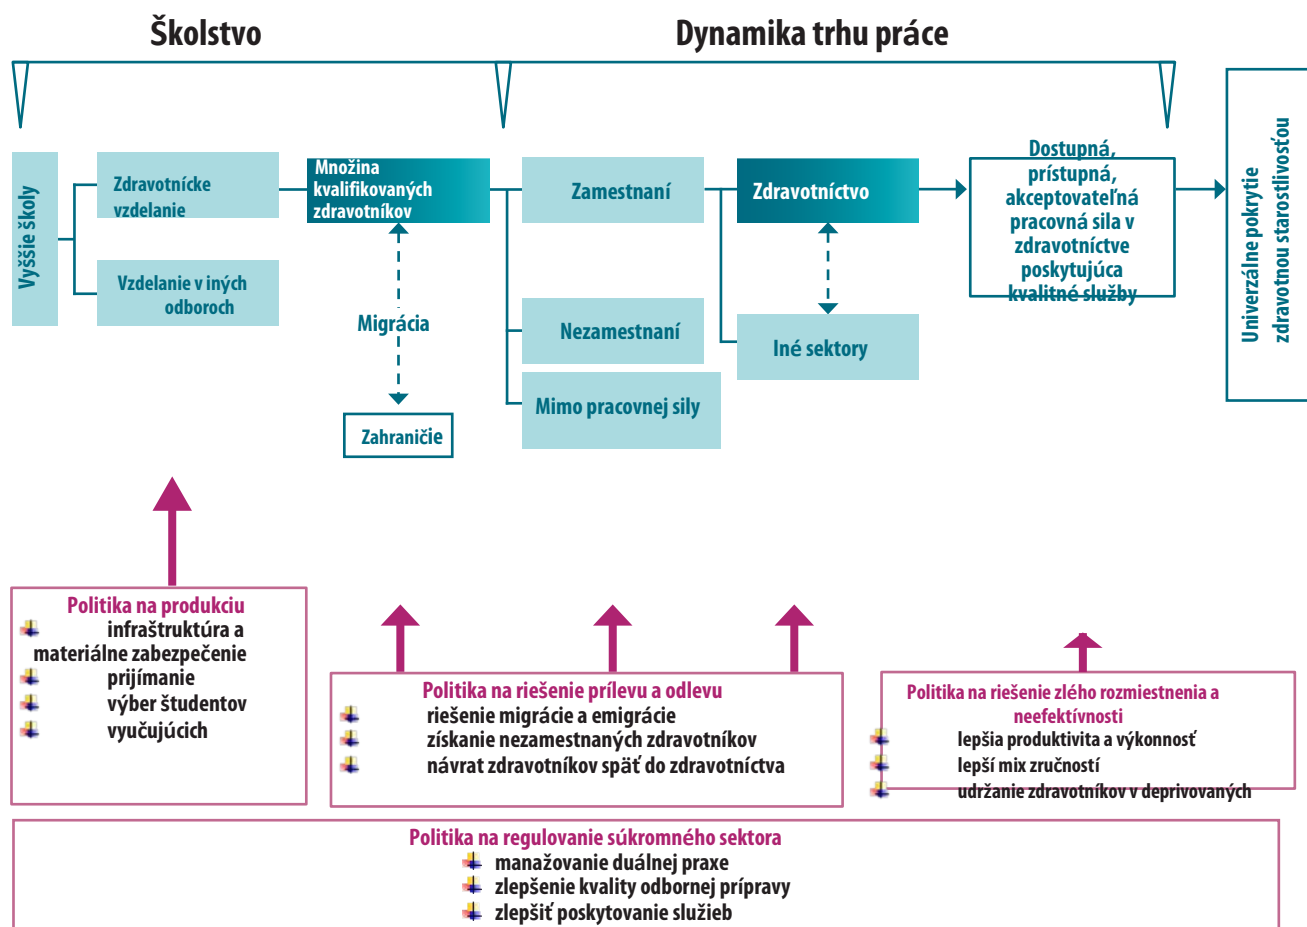 Školstvo
Dynamika trhu práce
Vyššie školy
Zdravotnícke
vzdelanie
Vzdelanie v iných
odboroch
Množina
kvalifikovaných
zdravotníkov
Migrácia
Zahraničie
Zamestnaní
Nezamestnaní
Mimo pracovnej sily
Zdravotníctvo
Iné sektory
Dostupná,
prístupná,
akceptovateľná
pracovná sila v
zdravotníctve
poskytujúca
kvalitné služby
Univerzálne pokrytie
zdravotnou starostlivosťou
Politika na produkciu
infraštruktúra a
materiálne zabezpečenie
prijímanie
výber študentov
vyučujúcich
Politika na riešenie prílevu a odlevu
riešenie migrácie a emigrácie
získanie nezamestnaných zdravotníkov
návrat zdravotníkov späť do zdravotníctva
Politika na riešenie zlého rozmiestnenia a
neefektívnosti
lepšia produktivita a výkonnosť
lepší mix zručností
udržanie zdravotníkov v deprivovaných
Politika na regulovanie súkromného sektora
manažovanie duálnej praxe
zlepšenie kvality odbornej prípravy
zlepšiť poskytovanie služieb